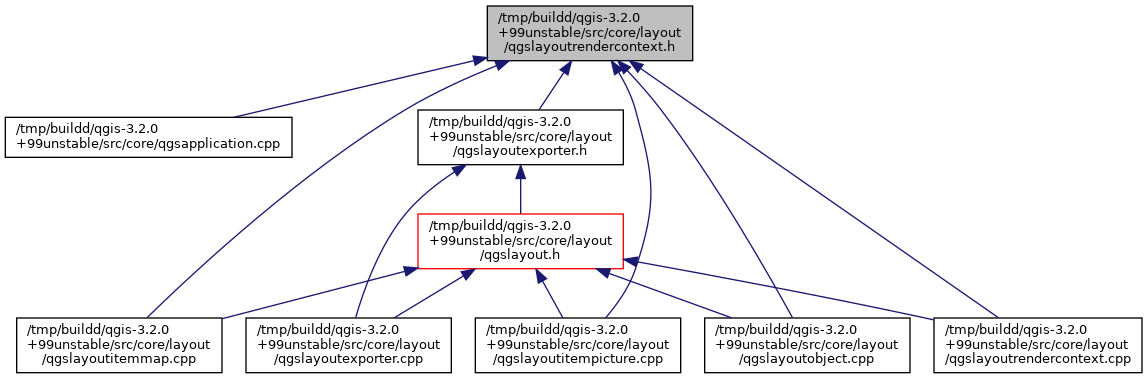 /tmp/buildd/qgis-3.2.0
+99unstable/src/core/layout
/qgslayoutrendercontext.h
/tmp/buildd/qgis-3.2.0
+99unstable/src/core/qgsapplication.cpp
/tmp/buildd/qgis-3.2.0
+99unstable/src/core/layout
/qgslayoutexporter.h
/tmp/buildd/qgis-3.2.0
+99unstable/src/core/layout
/qgslayout.h
/tmp/buildd/qgis-3.2.0
+99unstable/src/core/layout
/qgslayoutitemmap.cpp
/tmp/buildd/qgis-3.2.0
+99unstable/src/core/layout
/qgslayoutexporter.cpp
/tmp/buildd/qgis-3.2.0
+99unstable/src/core/layout
/qgslayoutitempicture.cpp
/tmp/buildd/qgis-3.2.0
+99unstable/src/core/layout
/qgslayoutobject.cpp
/tmp/buildd/qgis-3.2.0
+99unstable/src/core/layout
/qgslayoutrendercontext.cpp